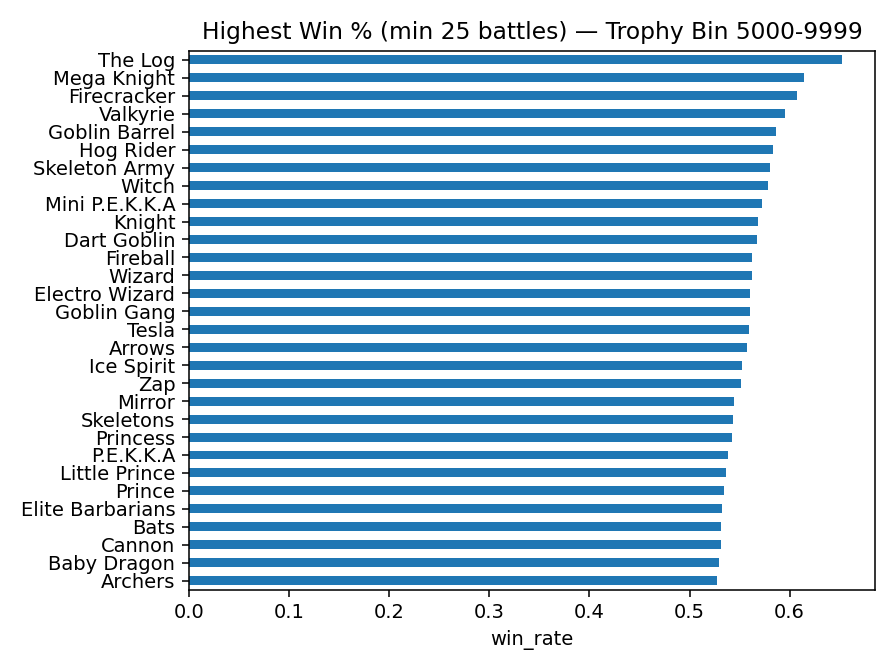 Highest Win % (min 25 battles) — Trophy Bin 5000-9999
The Log
Mega Knight
Firecracker
Valkyrie
Goblin Barrel
Hog Rider
Skeleton Army
Witch
Mini P.E.K.K.A
Knight
Dart Goblin
Fireball
Wizard
Electro Wizard
Goblin Gang
Tesla
Arrows
Ice Spirit
Zap
Mirror
Skeletons
Princess
P.E.K.K.A
Little Prince
Prince
Elite Barbarians
Bats
Cannon
Baby Dragon
Archers
0.0 0.1 0.2 0.3 0.4 0.5 0.6
win_rate